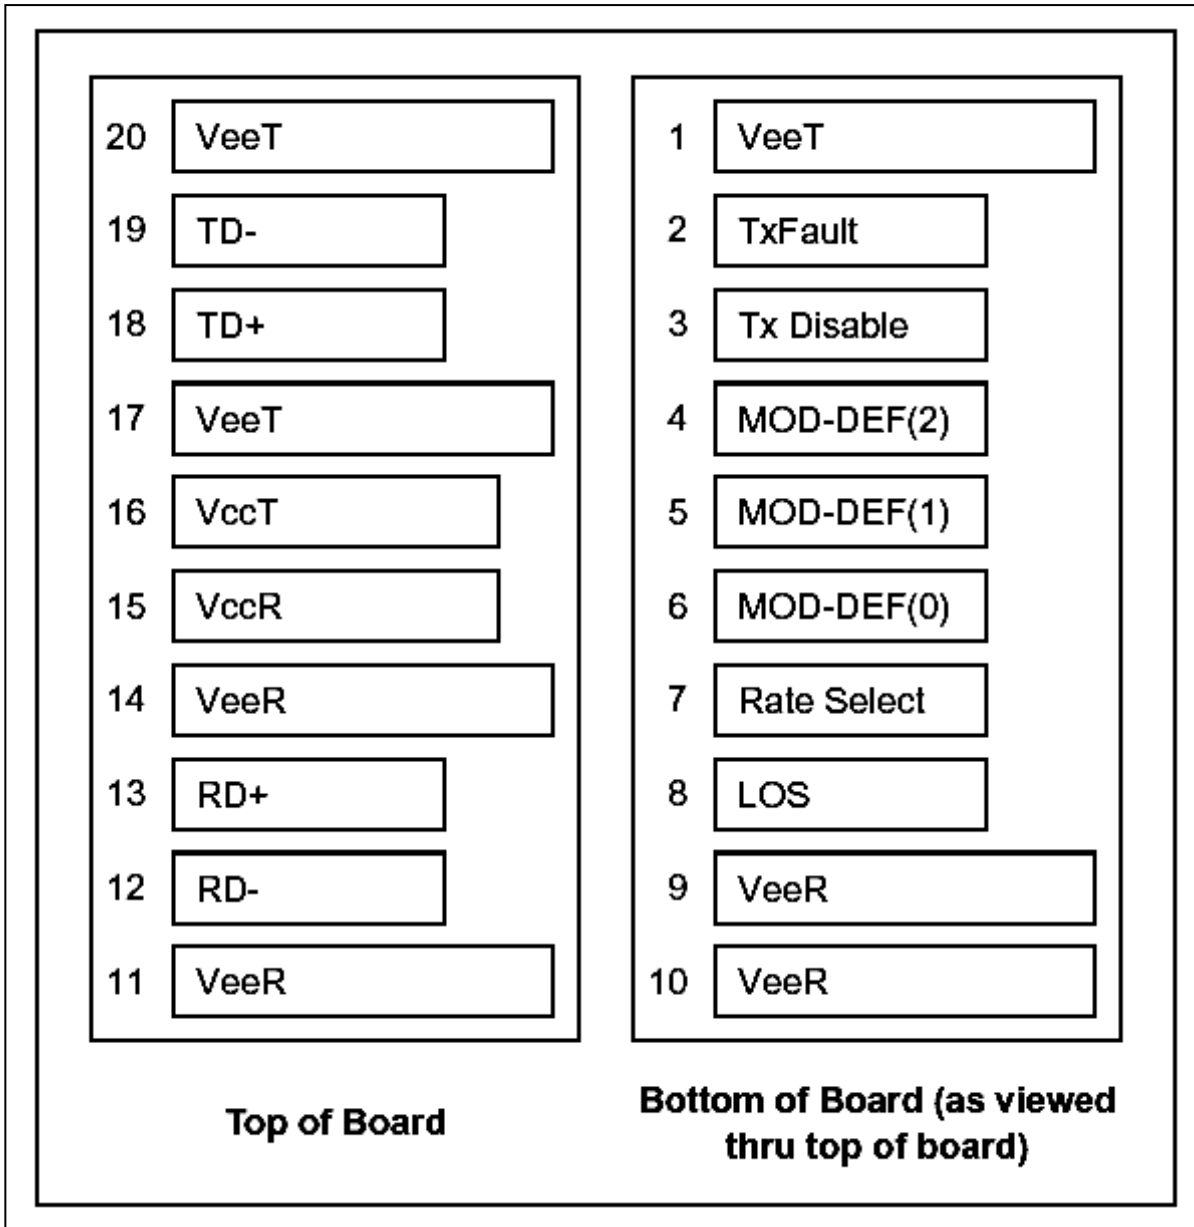 20 VeeT
19 TD-
18 TD+
17 VeeT
16 VccT
15 VccR
14 VeeR
13 RD+
12 RD-
11 VeeR
Top of Board
1 VeeT
2 TxFault
3 Tx Disable
4 MOD-DEF(2)
5 MOD-DEF(1)
6 MOD-DEF(0)
7 Rate Select
8 LOS
9 VeeR
10 VeeR
Bottom of Board (as viewed
thru top of board)